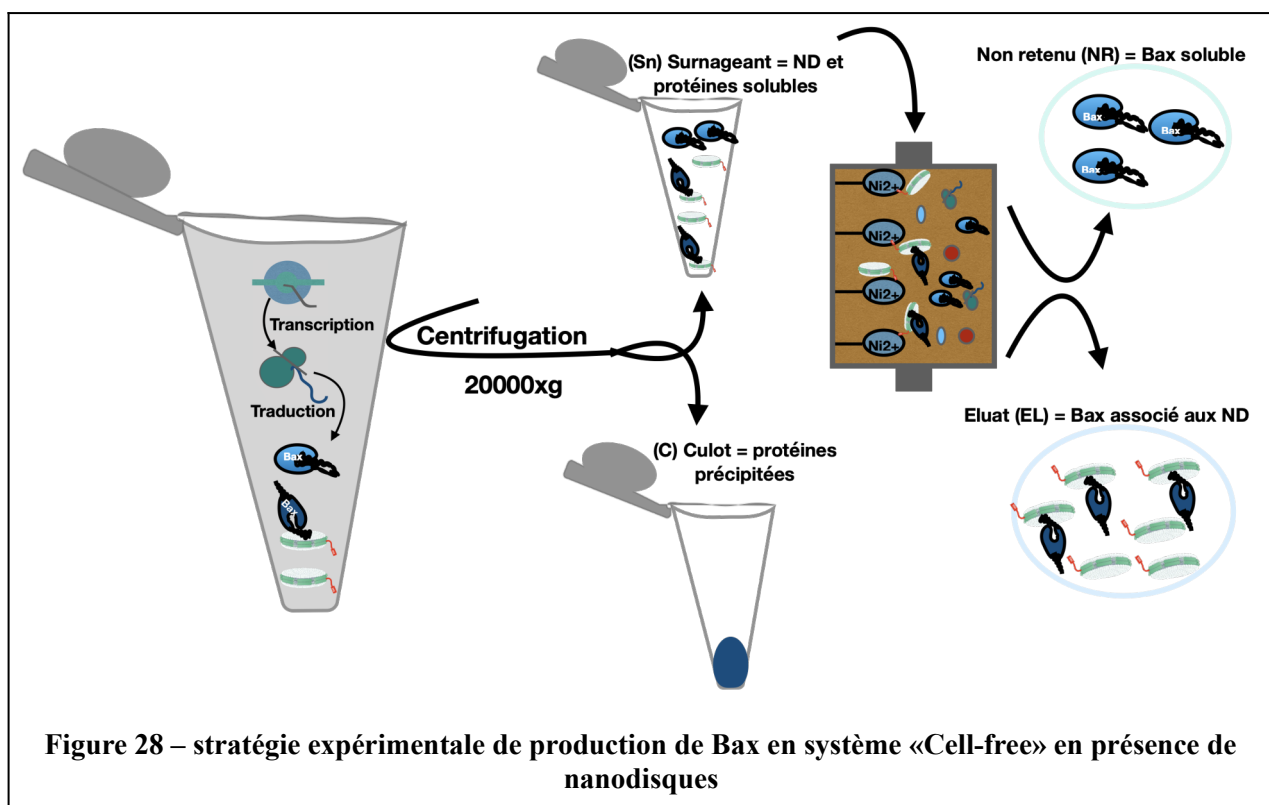 (Sn) Surnageant = ND et
protéines solubles
Non retenu (NR) = Bax soluble
Bax
Bax
Bax
Ni2+
Ni2+
Ni2+
Ni2+
Transcription
Traduction
Bax
Bax
Centrifugation
20000xg
(C) Culot = protéines
précipitées
Eluat (EL) = Bax associé aux ND
Figure 28 – stratégie expérimentale de production de Bax en système «Cell-free» en présence de
nanodisques